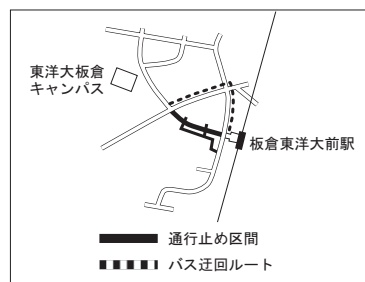 東洋大板倉
キャンパス
板倉東洋大前駅
通行止め区間
バス迂回ルート